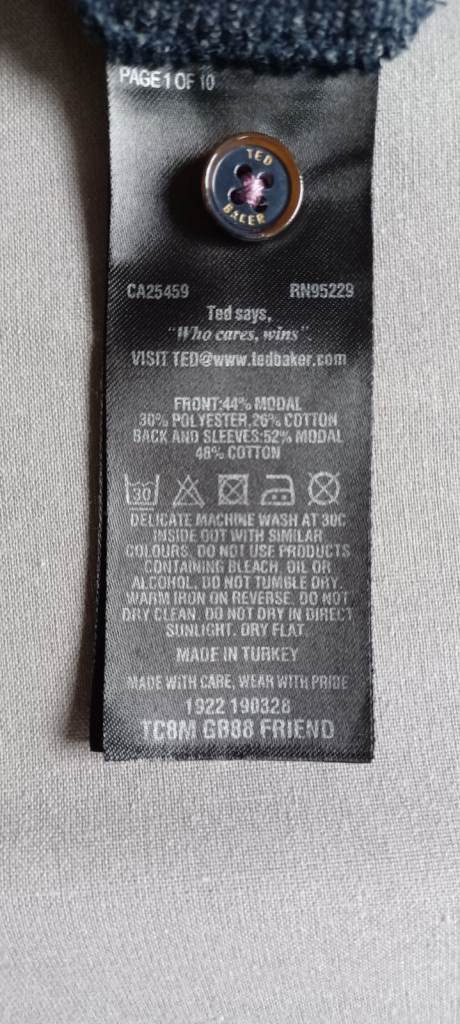 PAGE 1 OF 10
TED
BAKER
CA25459 RN95229
Ted says,
"Who cares, wins".
VISIT TED@www.tedbaker.com
FRONT:44% MODAL
30% POLYESTER,26% COTTON
BACK AND SLEEVES:52% MODAL
48% COTTON
30
DELICATE MACHINE WASH AT 30C
INSIDE OUT WITH SIMILAR
COLOURS. DO NOT USE PRODUCTS
CONTAINING BLEACH, OIL OR
ALCOHOL. DO NOT TUMBLE DRY.
WARM IRON ON REVERSE. DO NOT
DRY CLEAN. DO NOT DRY IN DIRECT
SUNLIGHT. DRY FLAT.
MADE IN TURKEY
MADE WITH CARE, WEAR WITH PRIDE
1922 190328
TC8M GB88 FRIEND